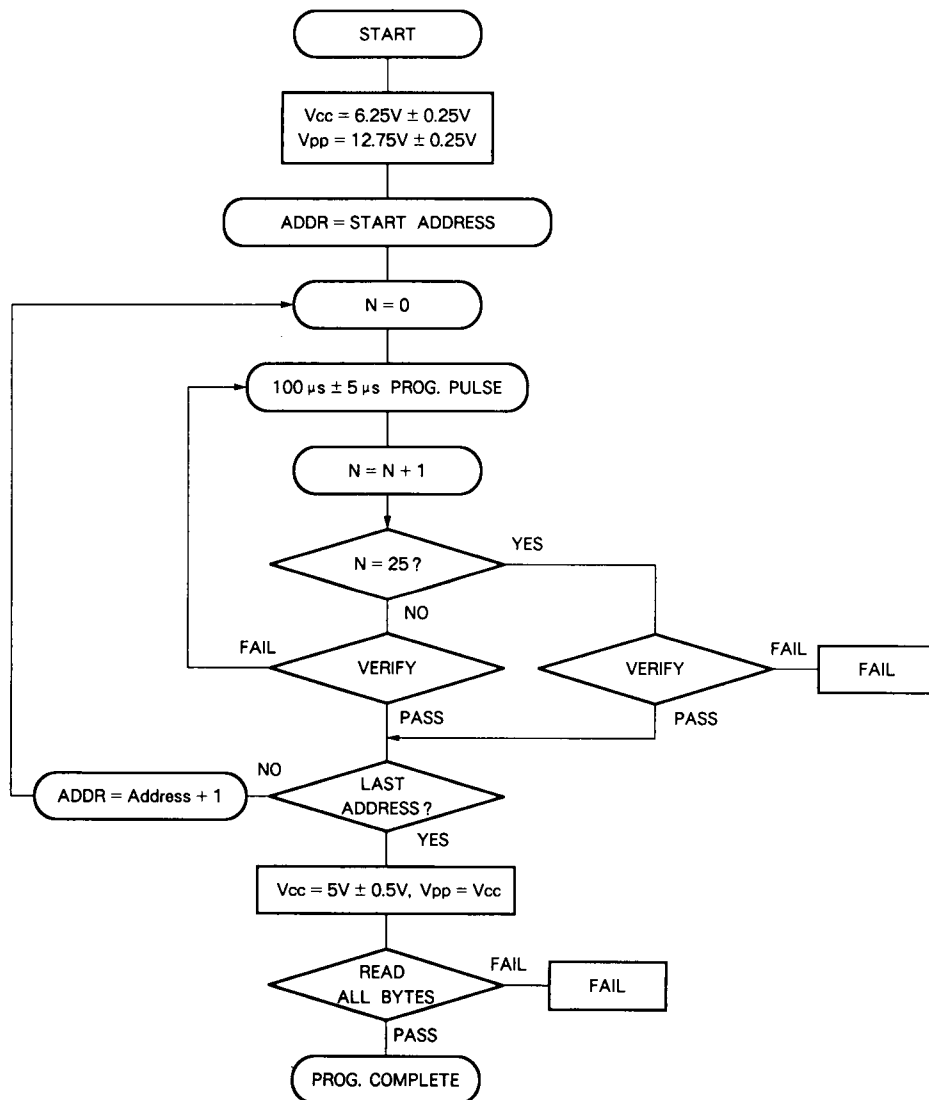 START
Vcc = 6.25V ± 0.25V
Vpp = 12.75V ± 0.25V
ADDR = START ADDRESS
N = 0
100 µs ± 5 µs PROG. PULSE
N = N + 1
N = 25 ?
YES
NO
FAIL
VERIFY
PASS
VERIFY
FAIL
FAIL
PASS
LAST
ADDRESS ?
NO
ADDR = Address + 1
YES
Vcc = 5V ± 0.5V, Vpp = Vcc
READ
ALL BYTES
FAIL
FAIL
PASS
PROG. COMPLETE